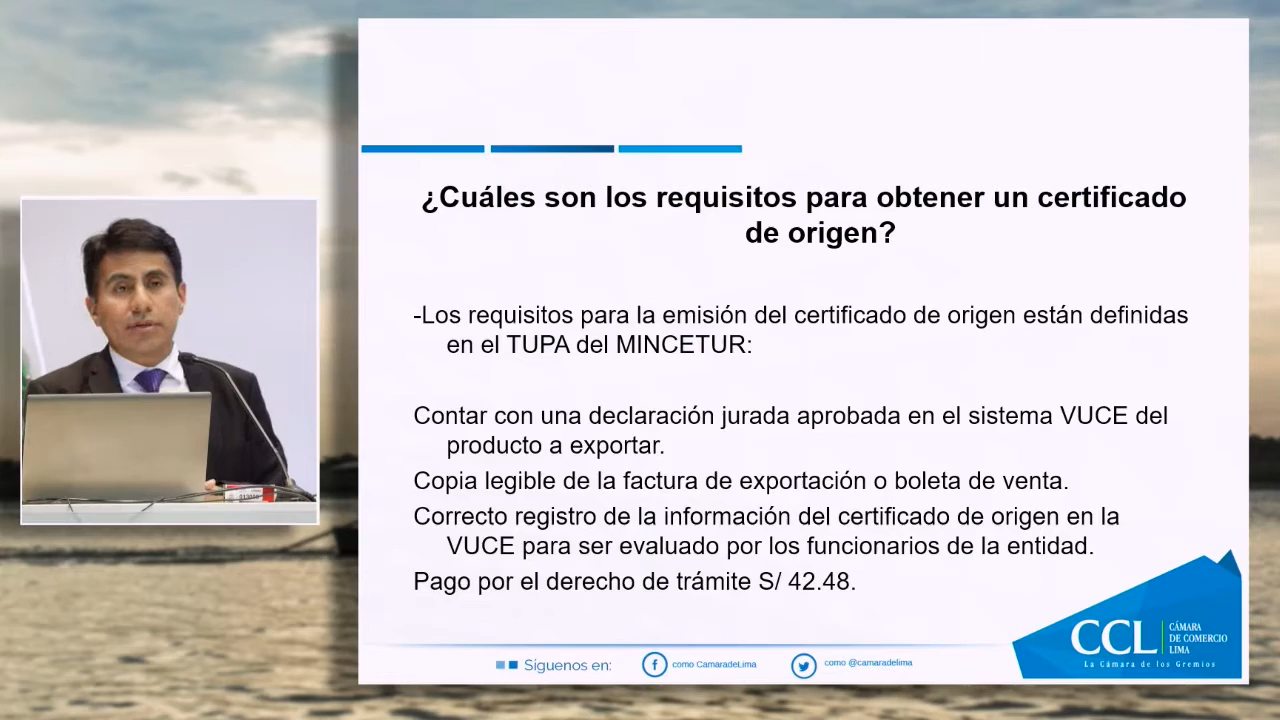 ¿Cuáles son los requisitos para obtener un certificado
de origen?
-Los requisitos para la emisión del certificado de origen están definidas
en el TUPA del MINCETUR:
Contar con una declaración jurada aprobada en el sistema VUCE del
producto a exportar.
Copia legible de la factura de exportación o boleta de venta.
Correcto registro de la información del certificado de origen en la
VUCE para ser evaluado por los funcionarios de la entidad.
Pago por el derecho de trámite S/ 42.48.
Síguenos en:
como CamaradeLima
como @camaradelima
CCL
CÁMARA
DE COMERCIO
LIMA
La Cámara de los Gremios